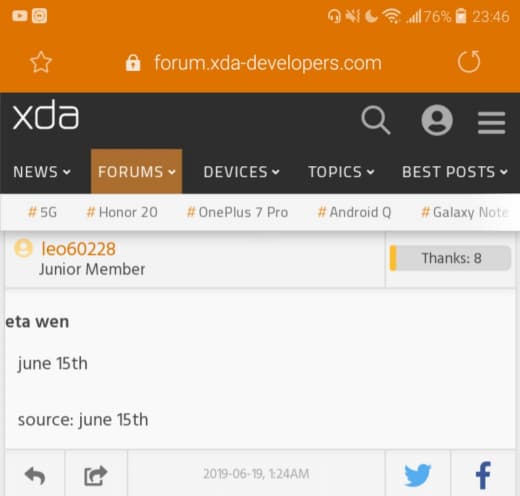 76% 23:46
forum.xda-developers.com
xda
NEWS FORUMS DEVICES TOPICS BEST POSTS
#5G #Honor 20 #OnePlus 7 Pro #Android Q #Galaxy Note
leo60228
Junior Member
Thanks: 8
eta wen
june 15th
source: june 15th
2019-06-19, 1:24AM